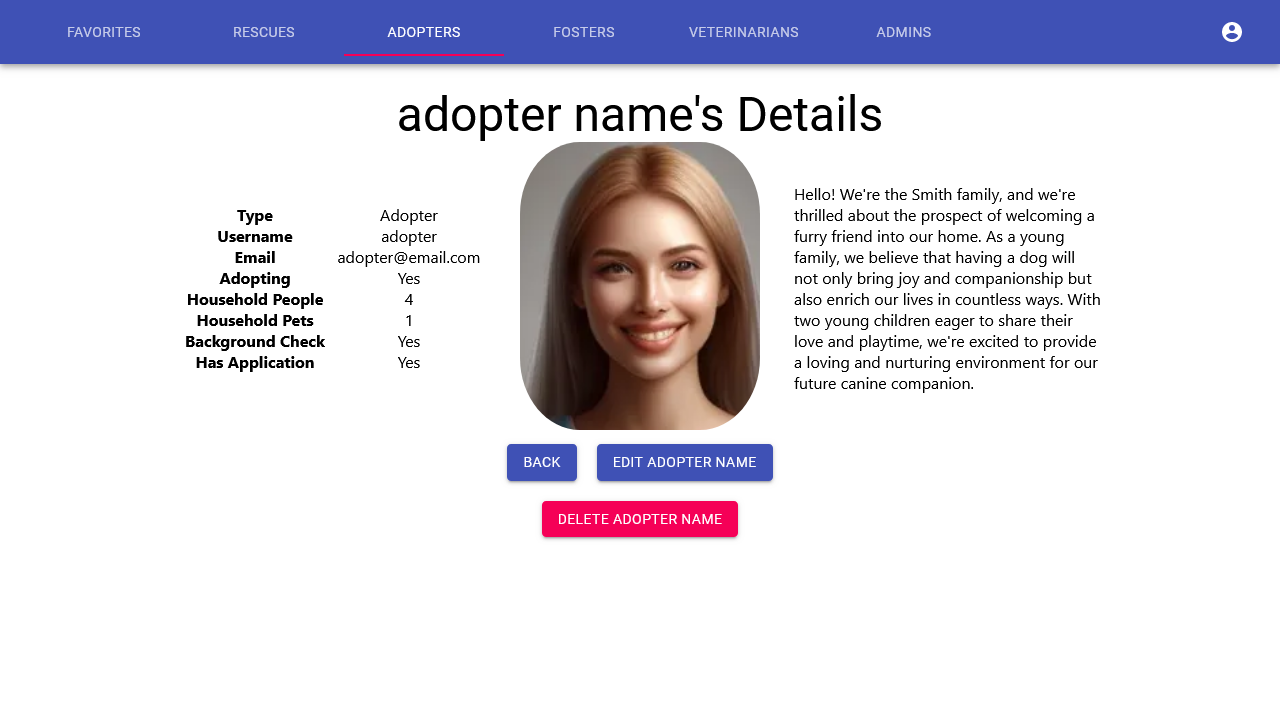 FAVORITES RESCUES ADOPTERS FOSTERS VETERINARIANS ADMINS
adopter name's Details
Type Adopter
Username adopter
Email adopter@email.com
Adopting Yes
Household People 4
Household Pets 1
Background Check Yes
Has Application Yes
Hello! We're the Smith family, and we're
thrilled about the prospect of welcoming a
furry friend into our home. As a young
family, we believe that having a dog will
not only bring joy and companionship but
also enrich our lives in countless ways. With
two young children eager to share their
love and playtime, we're excited to provide
a loving and nurturing environment for our
future canine companion.
BACK EDIT ADOPTER NAME
DELETE ADOPTER NAME